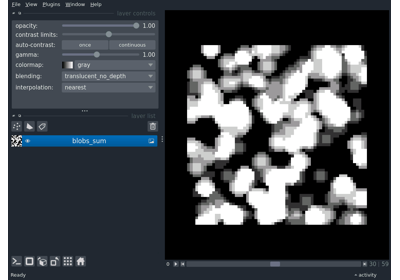 File View Plugins Window Help
layer controls
opacity: 1.00
contrast limits:
auto-contrast: once continuous
gamma: 1.00
colormap: gray
blending: translucent_no_depth
interpolation: nearest
layer list
blobs_sum
30 59
Ready
activity